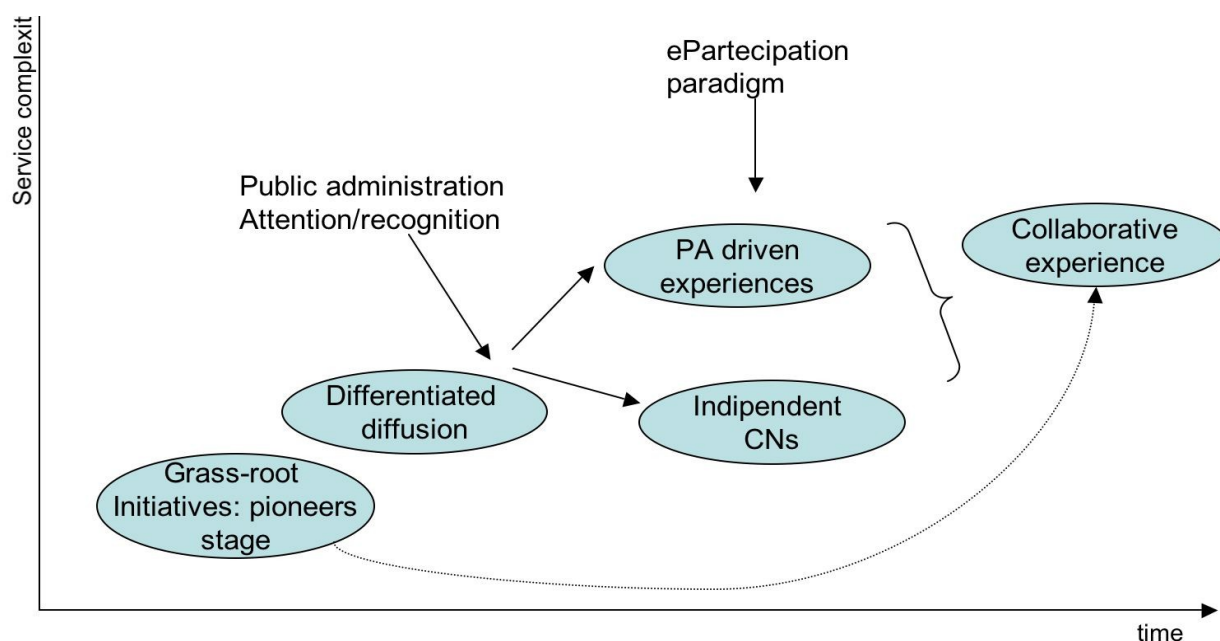 Service complexit
ePartecipation
paradigm
Public administration
Attention/recognition
PA driven
experiences
Collaborative
experience
Differentiated
diffusion
Indipendent
CNs
Grass-root
Initiatives: pioneers
stage
time